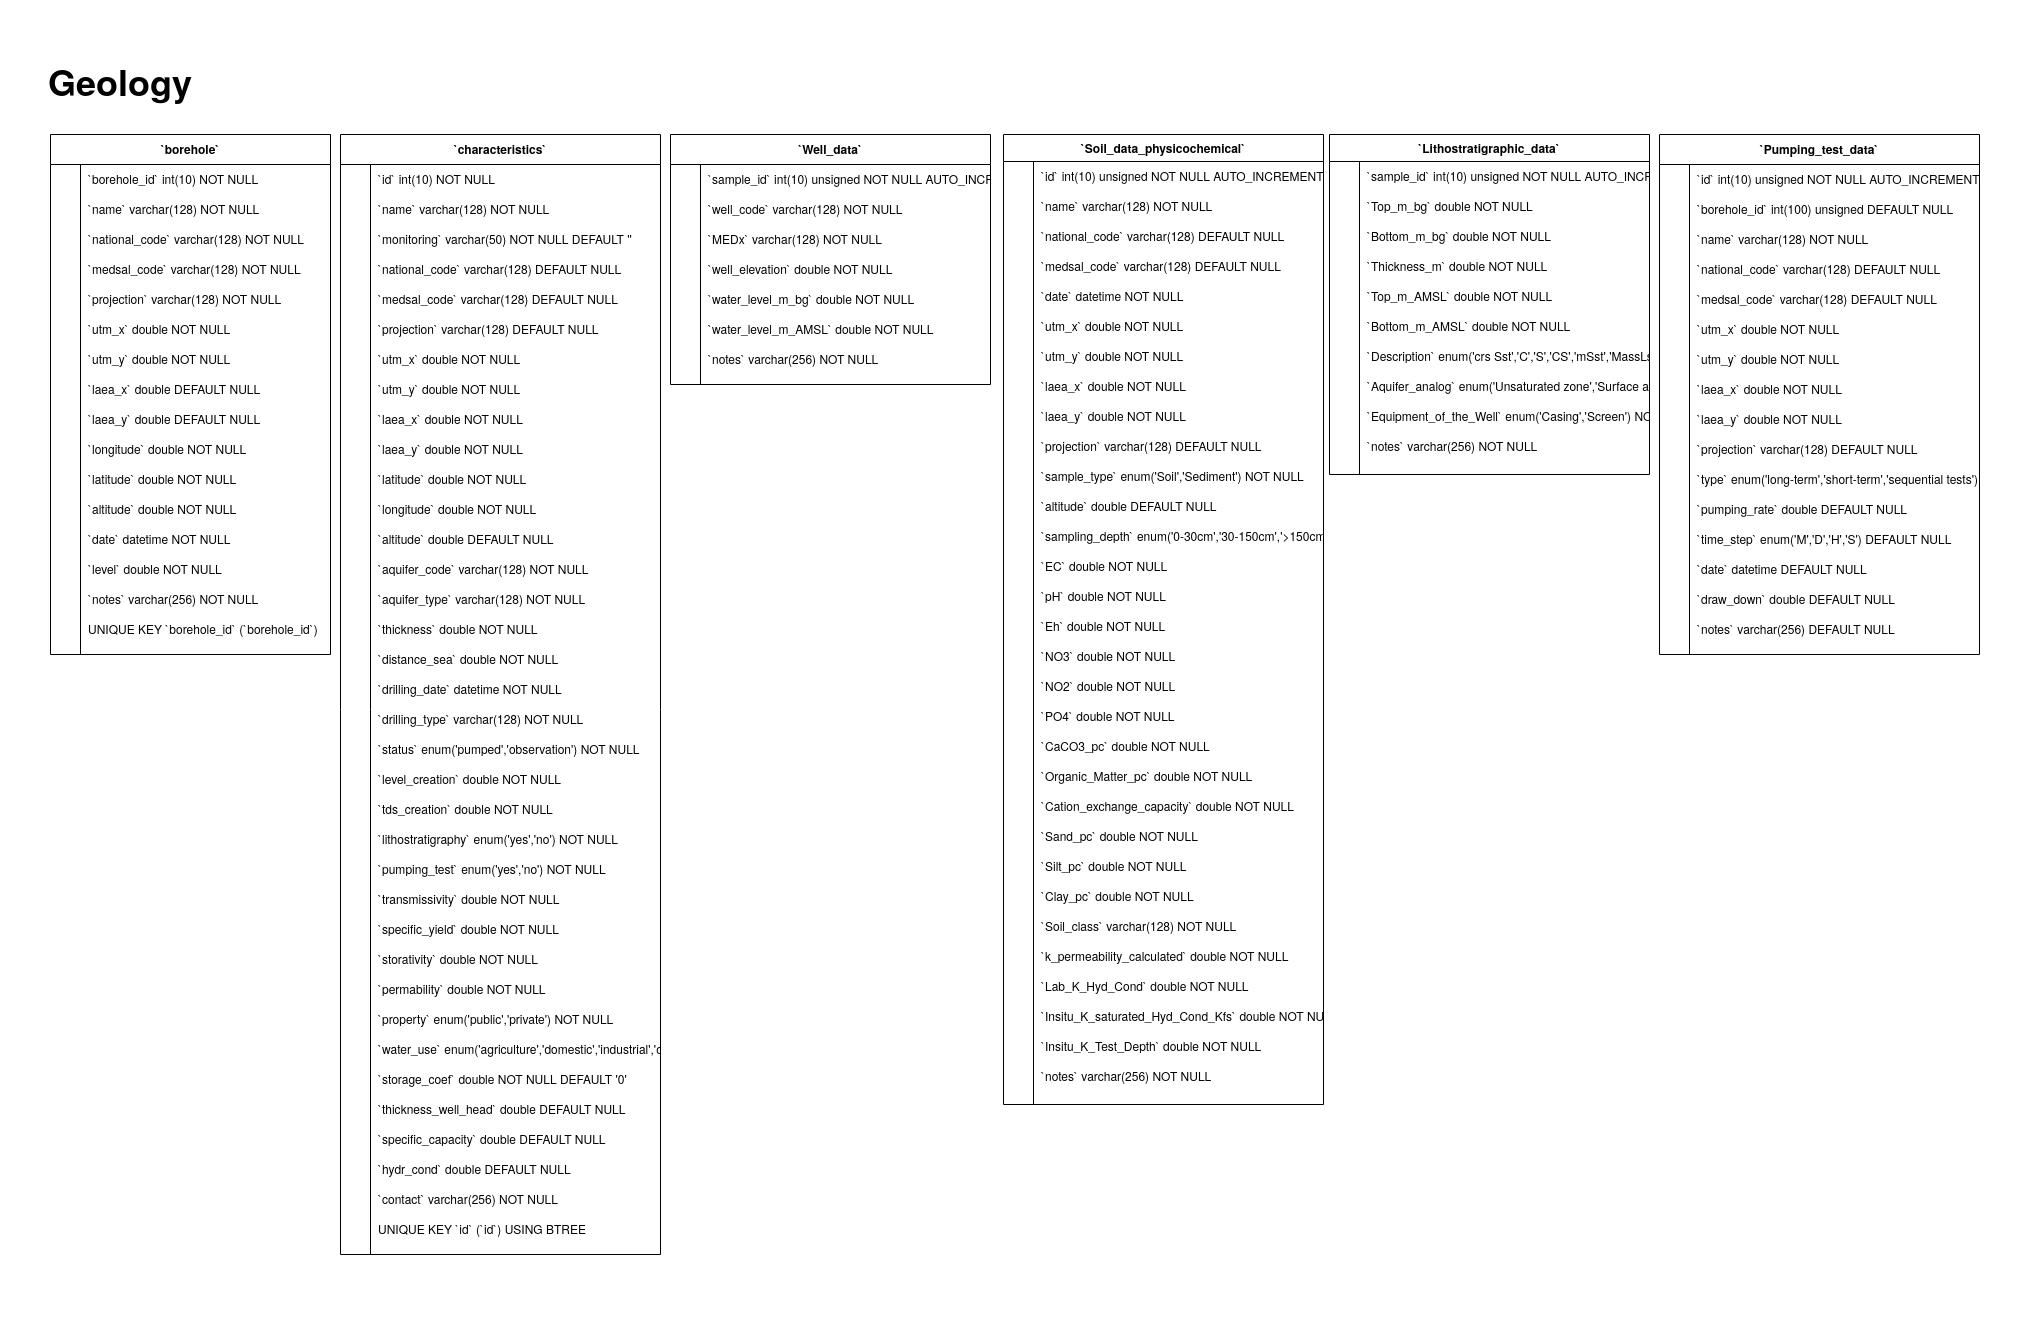 Geology
`borehole`
`borehole_id` int(10) NOT NULL
`name` varchar(128) NOT NULL
`national_code` varchar(128) NOT NULL
`medsal_code` varchar(128) NOT NULL
`projection` varchar(128) NOT NULL
`utm_x` double NOT NULL
`utm_y` double NOT NULL
`laea_x` double DEFAULT NULL
`laea_y` double DEFAULT NULL
`longitude` double NOT NULL
`latitude` double NOT NULL
`altitude` double NOT NULL
`date` datetime NOT NULL
`level` double NOT NULL
`notes` varchar(256) NOT NULL
UNIQUE KEY `borehole_id` (`borehole_id`)
`characteristics`
`id` int(10) NOT NULL
`name` varchar(128) NOT NULL
`monitoring` varchar(50) NOT NULL DEFAULT ''
`national_code` varchar(128) DEFAULT NULL
`medsal_code` varchar(128) DEFAULT NULL
`projection` varchar(128) DEFAULT NULL
`utm_x` double NOT NULL
`utm_y` double NOT NULL
`laea_x` double NOT NULL
`laea_y` double NOT NULL
`latitude` double NOT NULL
`longitude` double NOT NULL
`altitude` double DEFAULT NULL
`aquifer_code` varchar(128) NOT NULL
`aquifer_type` varchar(128) NOT NULL
`thickness` double NOT NULL
`distance_sea` double NOT NULL
`drilling_date` datetime NOT NULL
`drilling_type` varchar(128) NOT NULL
`status` enum('pumped','observation') NOT NULL
`level_creation` double NOT NULL
`tds_creation` double NOT NULL
`lithostratigraphy` enum('yes','no') NOT NULL
`pumping_test` enum('yes','no') NOT NULL
`transmissivity` double NOT NULL
`specific_yield` double NOT NULL
`storativity` double NOT NULL
`permability` double NOT NULL
`property` enum('public','private') NOT NULL
`water_use` enum('agriculture','domestic','industrial','
`storage_coef` double NOT NULL DEFAULT '0'
`thickness_well_head` double DEFAULT NULL
`specific_capacity` double DEFAULT NULL
`hydr_cond` double DEFAULT NULL
`contact` varchar(256) NOT NULL
UNIQUE KEY `id` (`id`) USING BTREE
`Well_data`
`sample_id` int(10) unsigned NOT NULL AUTO_INCR
`well_code` varchar(128) NOT NULL
`MEDx` varchar(128) NOT NULL
`well_elevation` double NOT NULL
`water_level_m_bg` double NOT NULL
`water_level_m_AMSL` double NOT NULL
`notes` varchar(256) NOT NULL
`Soil_data_physicochemical`
`id` int(10) unsigned NOT NULL AUTO_INCREMENT
`name` varchar(128) NOT NULL
`national_code` varchar(128) DEFAULT NULL
`medsal_code` varchar(128) DEFAULT NULL
`date` datetime NOT NULL
`utm_x` double NOT NULL
`utm_y` double NOT NULL
`laea_x` double NOT NULL
`laea_y` double NOT NULL
`projection` varchar(128) DEFAULT NULL
`sample_type` enum('Soil','Sediment') NOT NULL
`altitude` double DEFAULT NULL
`sampling_depth` enum('0-30cm','30-150cm','>150cm
`EC` double NOT NULL
`pH` double NOT NULL
`Eh` double NOT NULL
`NO3` double NOT NULL
`NO2` double NOT NULL
`PO4` double NOT NULL
`CaCO3_pc` double NOT NULL
`Organic_Matter_pc` double NOT NULL
`Cation_exchange_capacity` double NOT NULL
`Sand_pc` double NOT NULL
`Silt_pc` double NOT NULL
`Clay_pc` double NOT NULL
`Soil_class` varchar(128) NOT NULL
`k_permeability_calculated` double NOT NULL
`Lab_K_Hyd_Cond` double NOT NULL
`Insitu_K_saturated_Hyd_Cond_Kfs` double NOT NU
`Insitu_K_Test_Depth` double NOT NULL
`notes` varchar(256) NOT NULL
`Lithostratigraphic_data`
`sample_id` int(10) unsigned NOT NULL AUTO_INCR
`Top_m_bg` double NOT NULL
`Bottom_m_bg` double NOT NULL
`Thickness_m` double NOT NULL
`Top_m_AMSL` double NOT NULL
`Bottom_m_AMSL` double NOT NULL
`Description` enum('crs Sst','C','S','CS','mSst','MassLs
`Aquifer_analog` enum('Unsaturated zone','Surface a
`Equipment_of_the_Well` enum('Casing','Screen') NO
`notes` varchar(256) NOT NULL
`Pumping_test_data`
`id` int(10) unsigned NOT NULL AUTO_INCREMENT
`borehole_id` int(100) unsigned DEFAULT NULL
`name` varchar(128) NOT NULL
`national_code` varchar(128) DEFAULT NULL
`medsal_code` varchar(128) DEFAULT NULL
`utm_x` double NOT NULL
`utm_y` double NOT NULL
`laea_x` double NOT NULL
`laea_y` double NOT NULL
`projection` varchar(128) DEFAULT NULL
`type` enum('long-term','short-term','sequential tests')
`pumping_rate` double DEFAULT NULL
`time_step` enum('M','D','H','S') DEFAULT NULL
`date` datetime DEFAULT NULL
`draw_down` double DEFAULT NULL
`notes` varchar(256) DEFAULT NULL